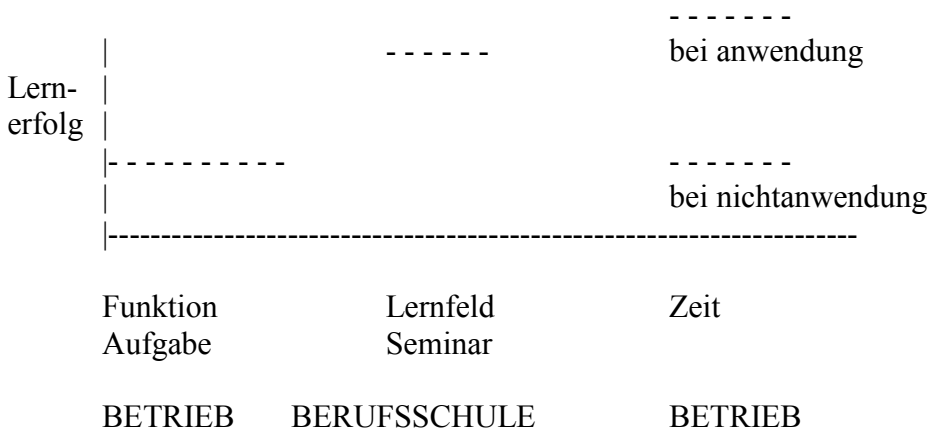 - - - - - - -
| - - - - - - bei anwendung
Lern- |
erfolg |
|- - - - - - - - - - - - - - - - -
| bei nichtanwendung
|-----------------------------------------------------------------------
Funktion Lernfeld Zeit
Aufgabe Seminar
BETRIEB BERUFSSCHULE BETRIEB